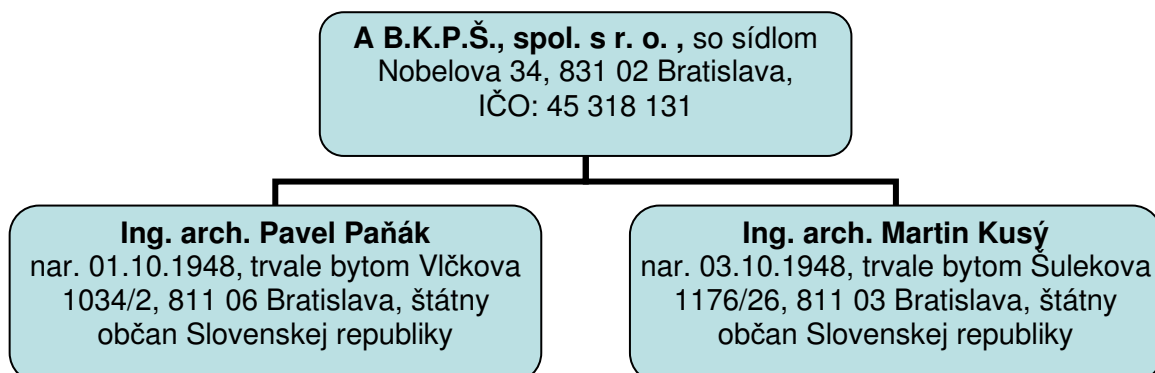 A B.K.P.Š., spol. s r. o. , so sídlom
Nobelova 34, 831 02 Bratislava,
IČO: 45 318 131
Ing. arch. Pavel Paňák
nar. 01.10.1948, trvale bytom Vlčkova
1034/2, 811 06 Bratislava, štátny
občan Slovenskej republiky
Ing. arch. Martin Kusý
nar. 03.10.1948, trvale bytom Šulekova
1176/26, 811 03 Bratislava, štátny
občan Slovenskej republiky